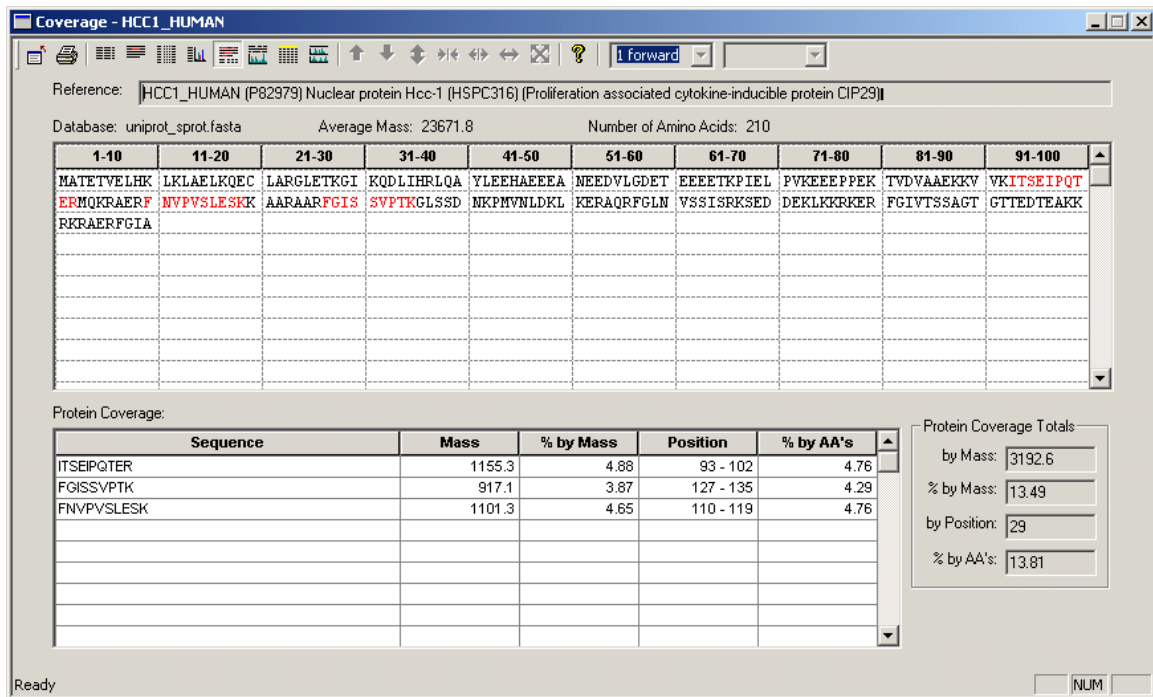 Coverage - HCC1_HUMAN
1 forward
Reference: HCC1_HUMAN (P82979) Nuclear protein Hcc-1 (HSPC316) (Proliferation associated cytokine-inducible protein CIP29)
Database: uniprot_sprot.fasta Average Mass: 23671.8 Number of Amino Acids: 210
1-10 11-20 21-30 31-40 41-50 51-60 61-70 71-80 81-90 91-100
MATETVELHK LKLAELKQEC LARGLETKGI KQDLIHRLQA YLEEHAEEEA NEEDVLGDET EEEETKPIEL PVKEEEPPEK TVDVAAEKKV VKITSEIPQT
ERMQKRAERF NVPVSLESKK AARAARFGIS SVPTKGLSSD NKPMVNLDKL KERAQRFGLN VSSISRKSED DEKLKKRKER FGIVTSSAGT GTTEDTEAKK
RKRAERFGIA
Protein Coverage:
Sequence Mass % by Mass Position % by AA's
ITSEIPQTER 1155.3 4.88 93 - 102 4.76
FGISSVPTK 917.1 3.87 127 - 135 4.29
FNVPVSLESK 1101.3 4.65 110 - 119 4.76
Protein Coverage Totals
by Mass: 3192.6
% by Mass: 13.49
by Position: 29
% by AA's: 13.81
Ready NUM